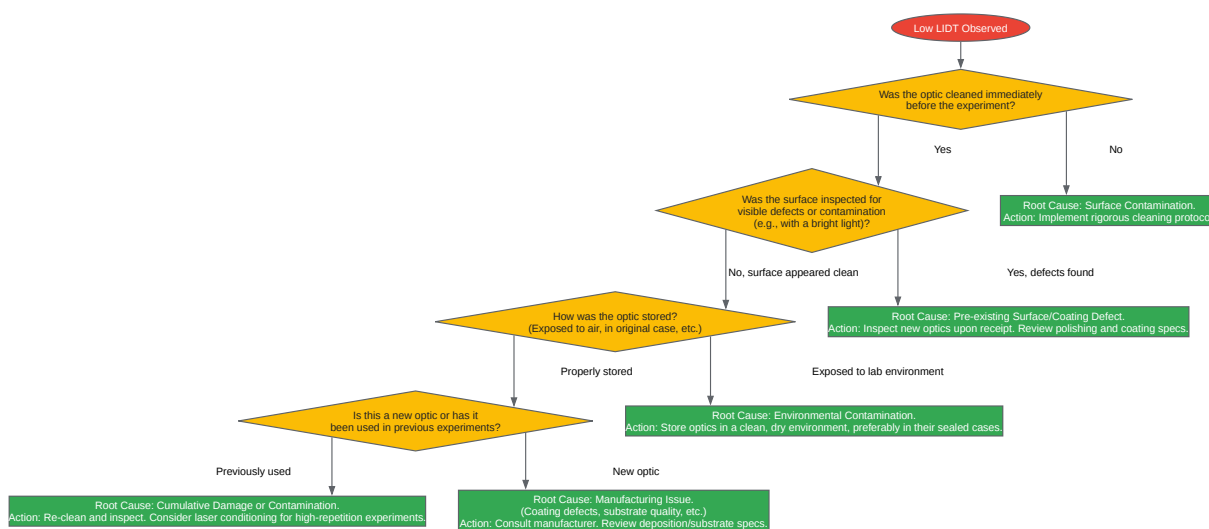 Low LIDT Observed
Was the optic cleaned immediately
before the experiment?
Yes
No
Was the surface inspected for
visible defects or contamination
(e.g., with a bright light)?
Root Cause: Surface Contamination.
Action: Implement rigorous cleaning protoco
No, surface appeared clean
Yes, defects found
How was the optic stored?
(Exposed to air, in original case, etc.)
Root Cause: Pre-existing Surface/Coating Defect.
Action: Inspect new optics upon receipt. Review polishing and coating specs.
Properly stored
Exposed to lab environment
Is this a new optic or has it
been used in previous experiments?
Root Cause: Environmental Contamination.
Action: Store optics in a clean, dry environment, preferably in their sealed cases.
Previously used
New optic
Root Cause: Cumulative Damage or Contamination.
Action: Re-clean and inspect. Consider laser conditioning for high-repetition experiments.
Root Cause: Manufacturing Issue.
(Coating defects, substrate quality, etc.)
Action: Consult manufacturer. Review deposition/substrate specs.